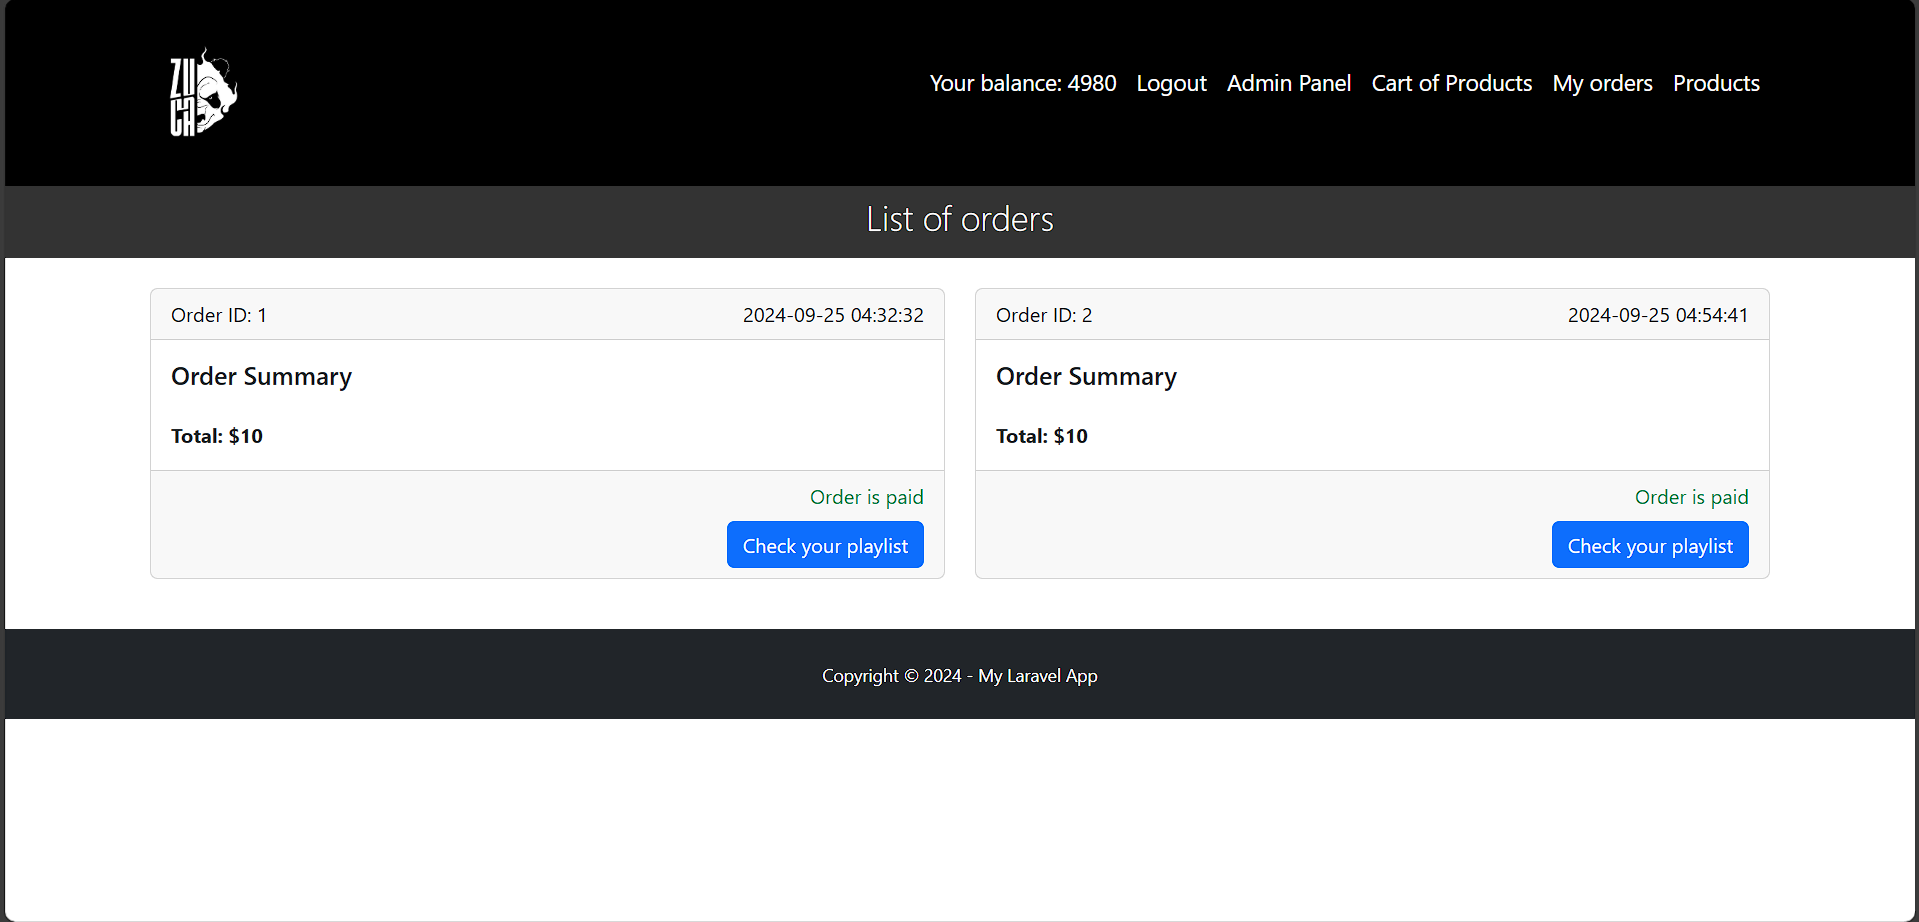 ZU
CA
Your balance: 4980 Logout Admin Panel Cart of Products My orders Products
List of orders
Order ID: 1 2024-09-25 04:32:32
Order Summary
Total: $10
Order is paid
Check your playlist
Order ID: 2 2024-09-25 04:54:41
Order Summary
Total: $10
Order is paid
Check your playlist
Copyright © 2024 - My Laravel App